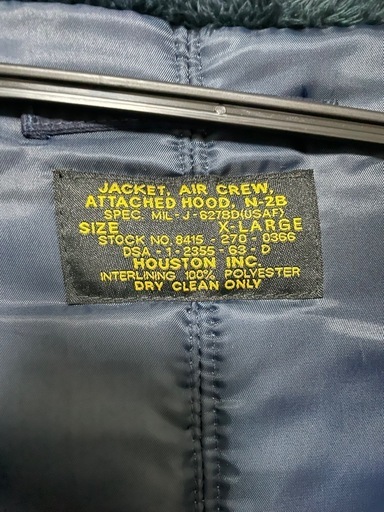 JACKET, AIR CREW,
ATTACHED HOOD, N-2B
SPEC. MIL-J-6278D(USAF)
SIZE X-LARGE
STOCK NO. 8415-270-0366
DSA-1-2355-63-D
HOUSTON INC.
INTERLINING 100% POLYESTER
DRY CLEAN ONLY